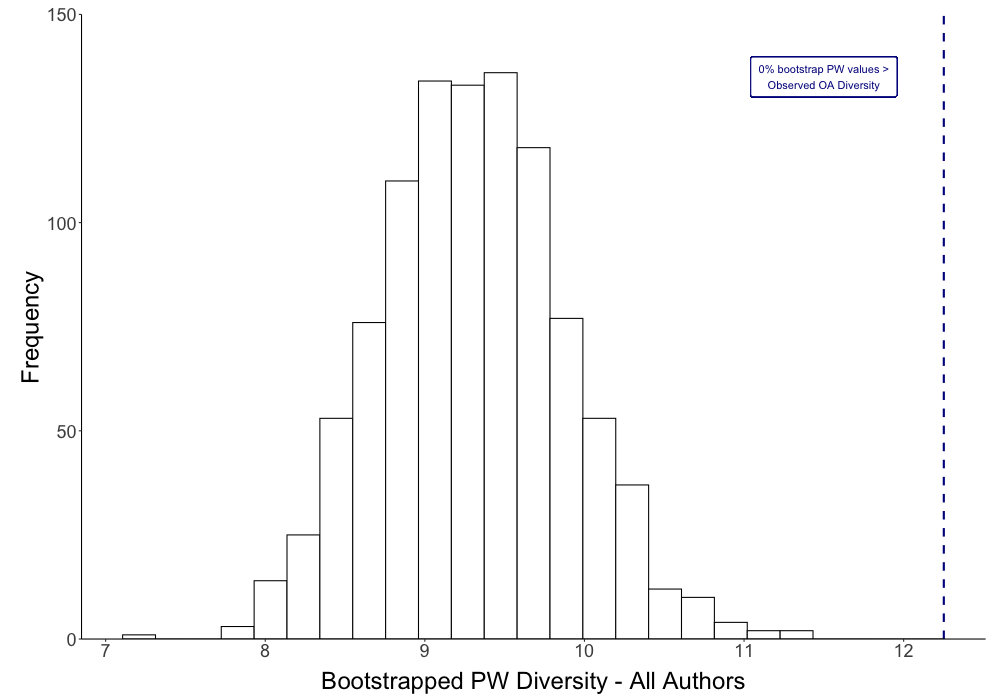 150
100
50
0
Frequency
0% bootstrap PW values >
Observed OA Diversity
7 8 9 10 11 12
Bootstrapped PW Diversity - All Authors